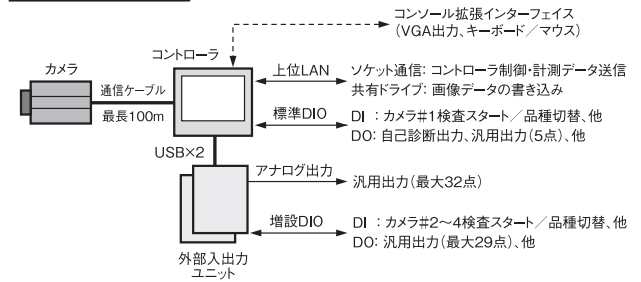 コンソール拡張インターフェイス
(VGA出力、キーボード／マウス)
コントローラ
カメラ
通信ケーブル
最長100m
上位LAN
ソケット通信: コントローラ制御・計測データ送信
共有ドライブ: 画像データの書き込み
標準DIO
DI : カメラ#1検査スタート／品種切替、他
DO: 自己診断出力、汎用出力(5点)、他
USB×2
アナログ出力
汎用出力(最大32点)
増設DIO
DI : カメラ#2〜4検査スタート／品種切替、他
DO: 汎用出力(最大29点)、他
外部入出力
ユニット